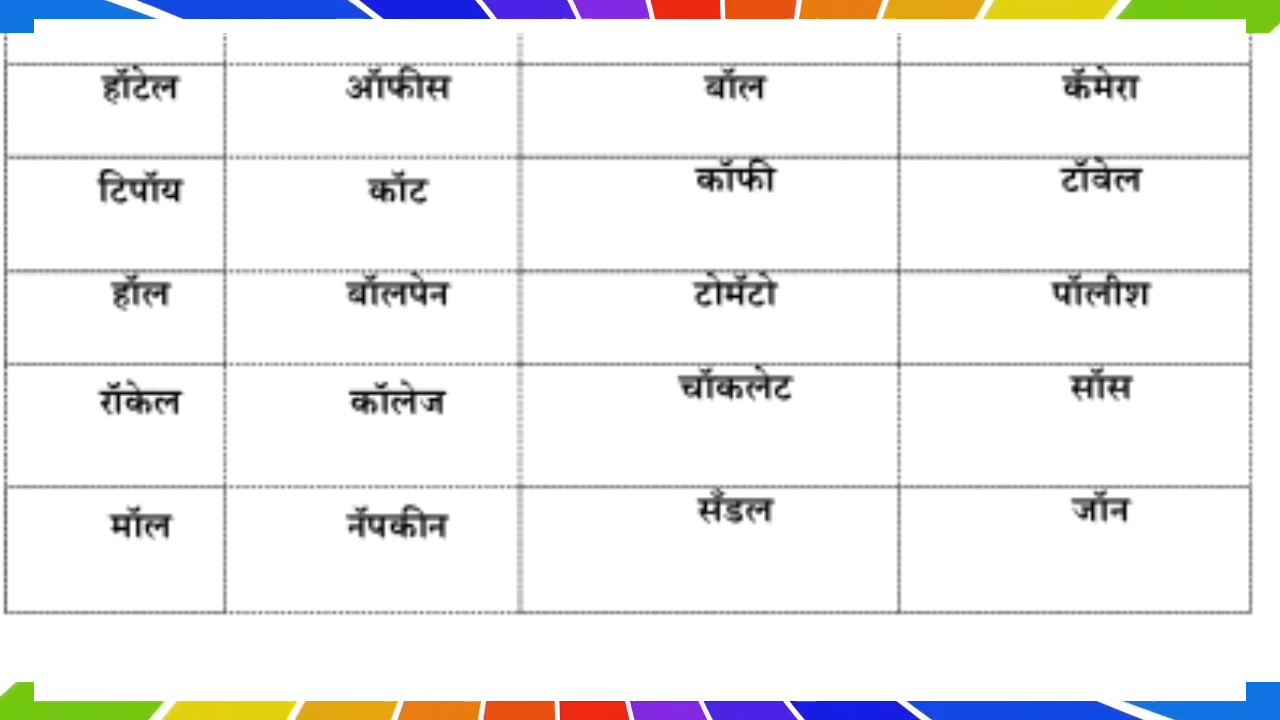 हॉटेल ऑफीस बॉल कॅमेरा
टिपॉय कॉट कॉफी टॉवेल
हॉल बॉलपेन टोमॅटो पॉलीश
रॉकेल कॉलेज चॉकलेट सॉस
मॉल नॅपकीन सँडल जॉन